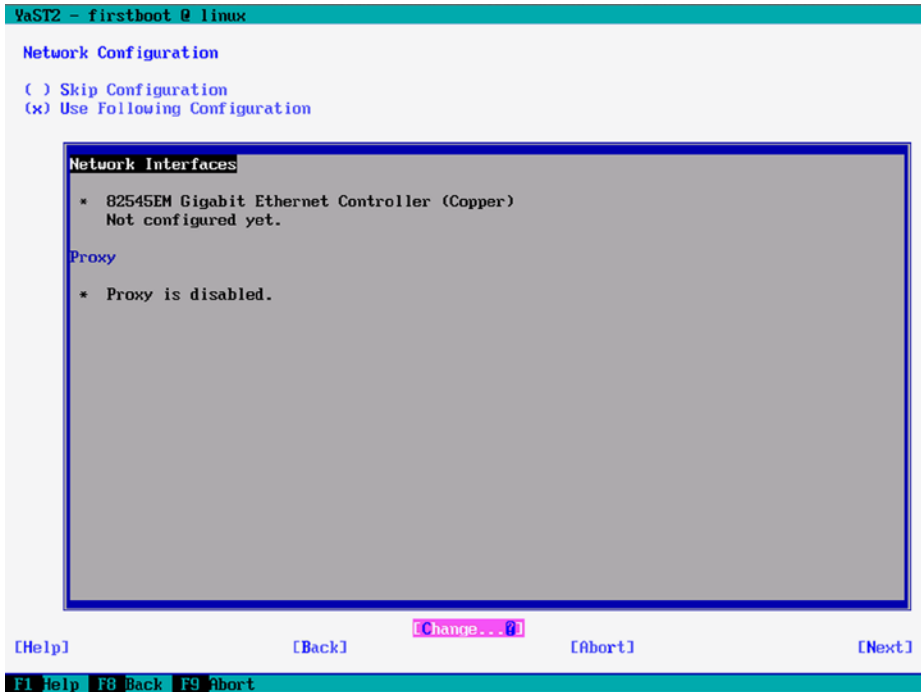 YaST2 - firstboot @ linux
Network Configuration
( ) Skip Configuration
(x) Use Following Configuration
Network Interfaces
* 82545EM Gigabit Ethernet Controller (Copper)
Not configured yet.
Proxy
* Proxy is disabled.
[Change...?]
[Help] [Back] [Abort] [Next]
F1 Help F8 Back F9 Abort